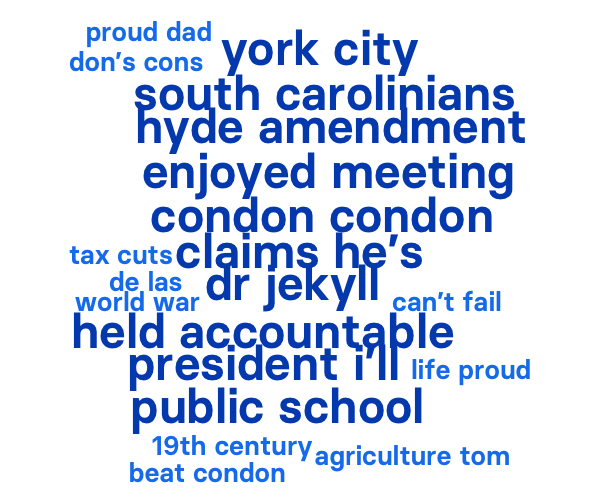 proud dad
york city
don's cons
south carolinians
hyde amendment
enjoyed meeting
condon condon
tax cuts
claims he's
de las
dr jekyll
world war
can't fail
held accountable
president i'll
life proud
public school
19th century
agriculture tom
beat condon